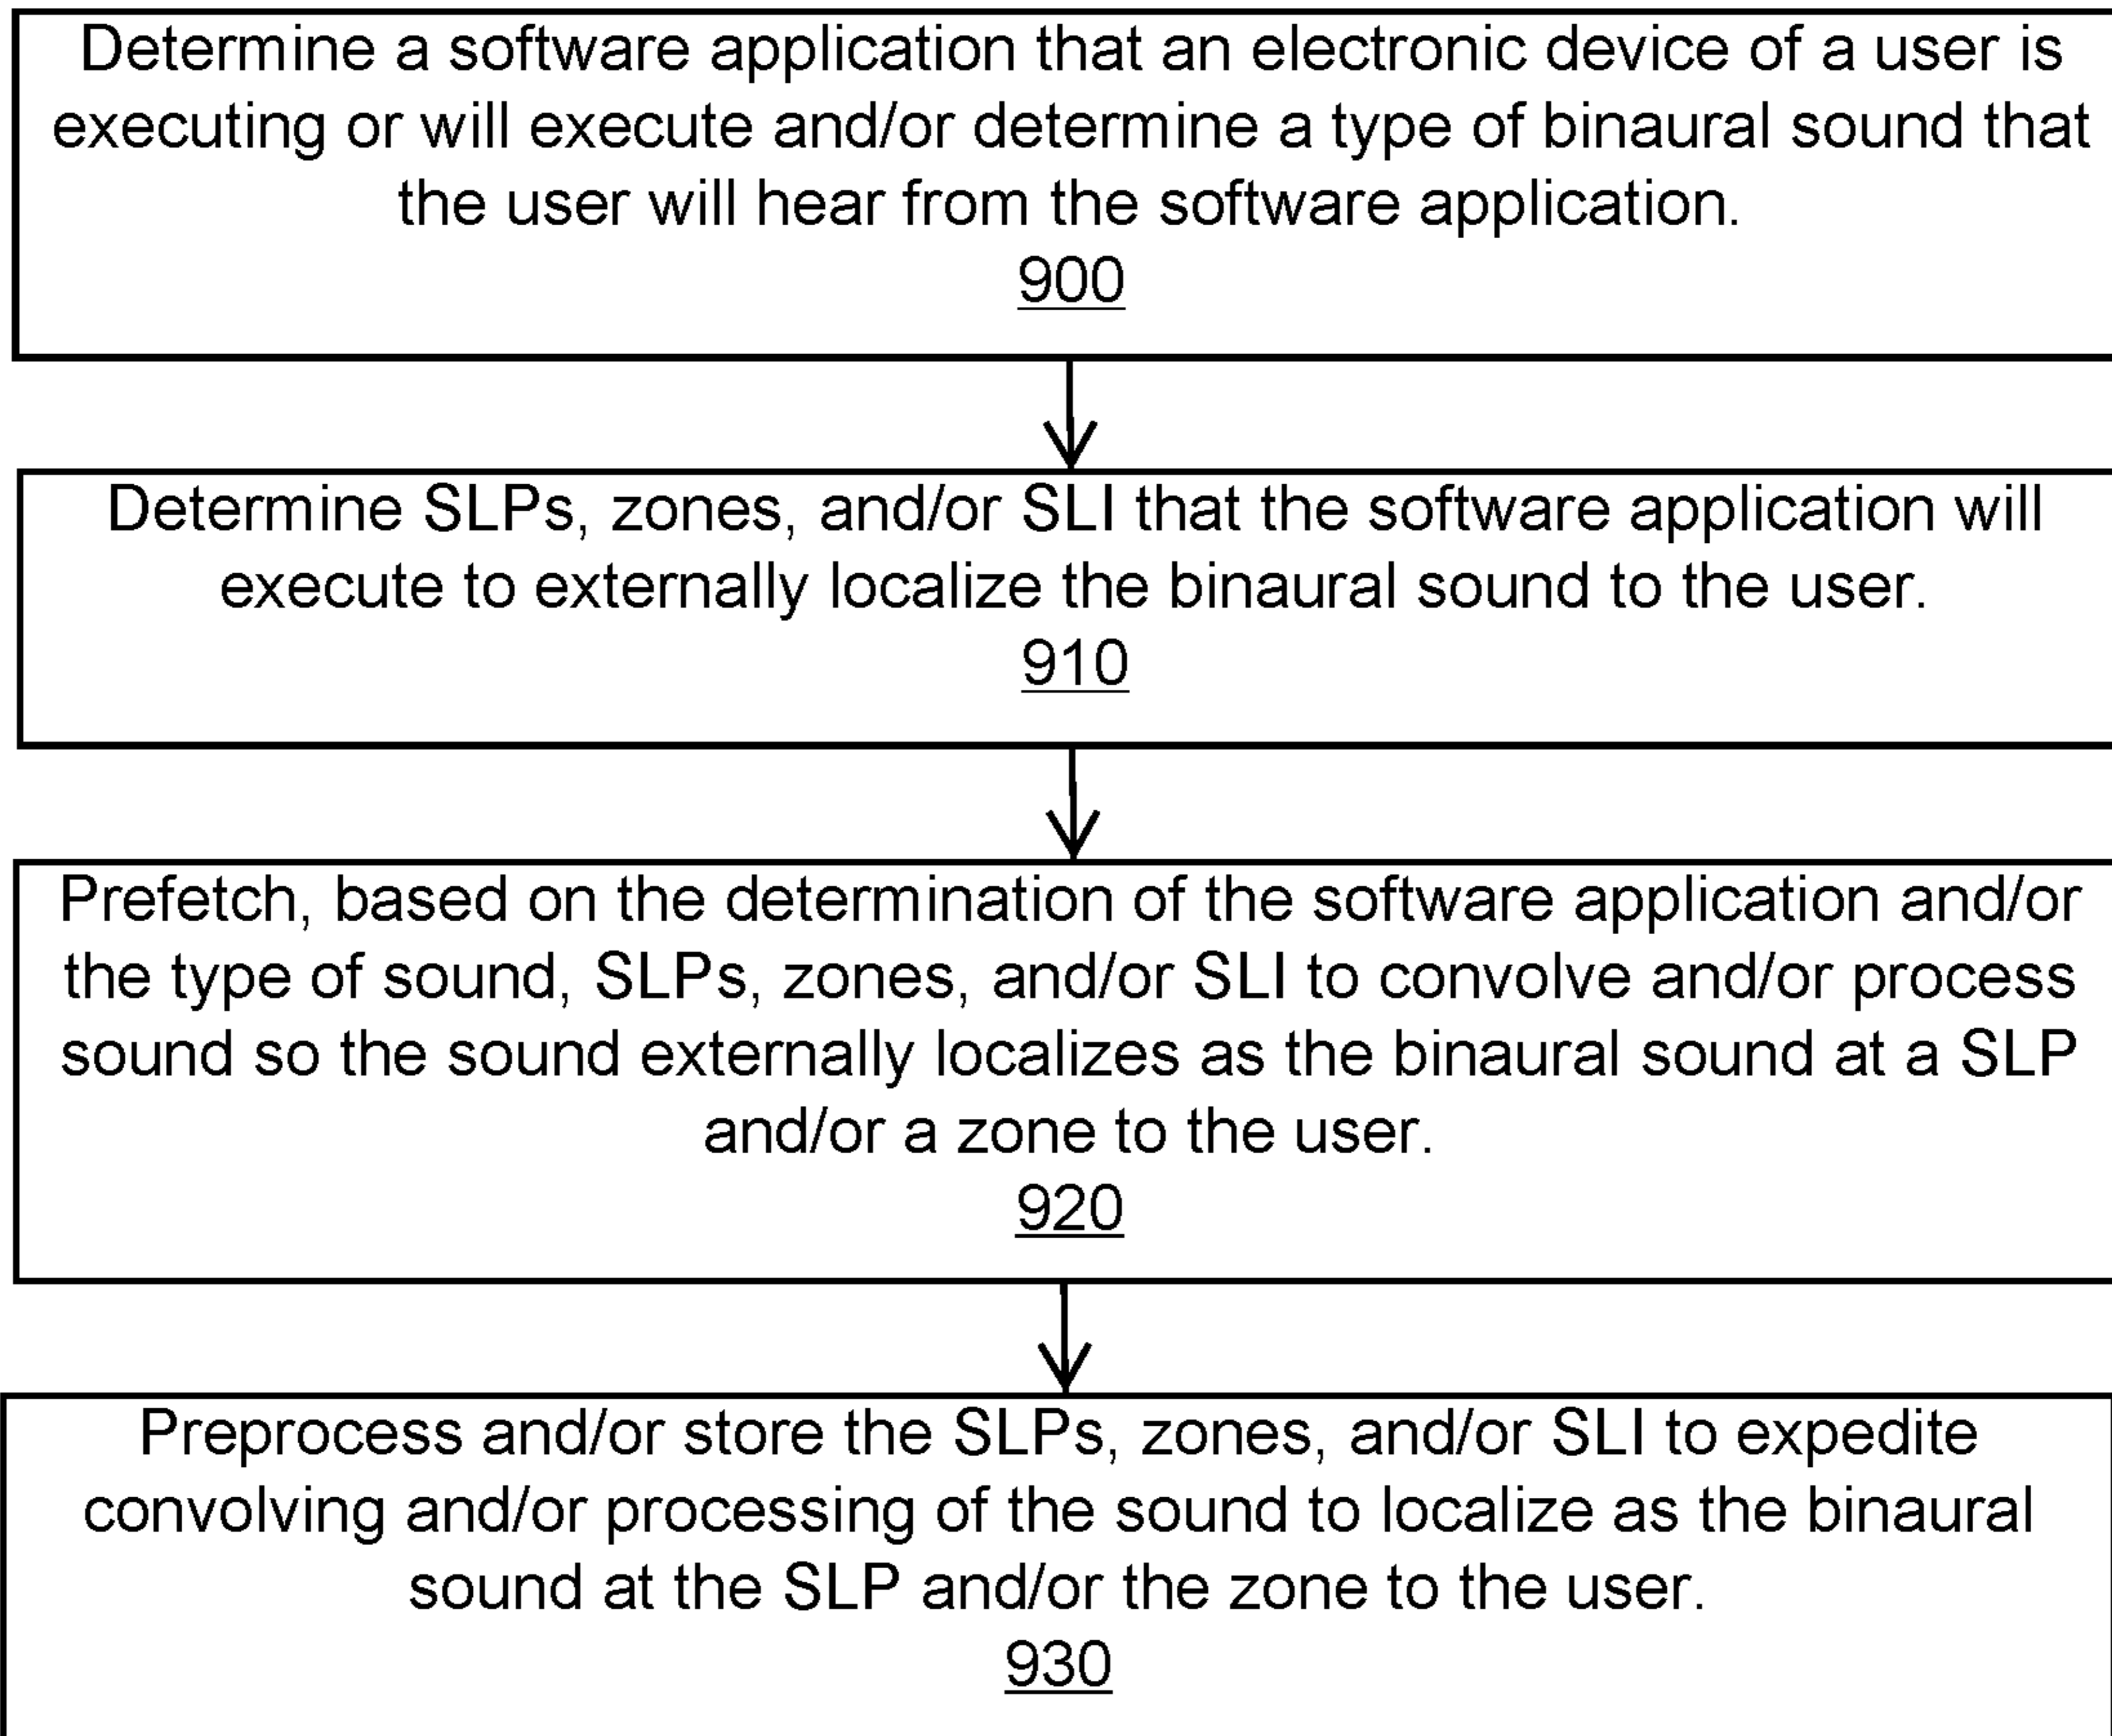 Determine a software application that an electronic device of a user is
executing or will execute and/or determine a type of binaural sound that
the user will hear from the software application.
900
Determine SLPs, zones, and/or SLI that the software application will
execute to externally localize the binaural sound to the user.
910
Prefetch, based on the determination of the software application and/or
the type of sound, SLPs, zones, and/or SLI to convolve and/or process
sound so the sound externally localizes as the binaural sound at a SLP
and/or a zone to the user.
920
Preprocess and/or store the SLPs, zones, and/or SLI to expedite
convolving and/or processing of the sound to localize as the binaural
sound at the SLP and/or the zone to the user.
930